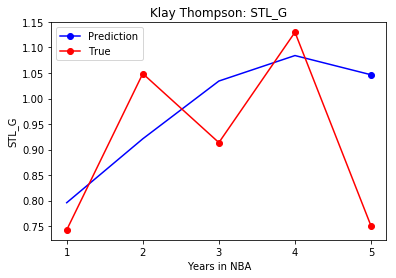 Klay Thompson: STL_G
Prediction
True
STL_G
1.15
1.10
1.05
1.00
0.95
0.90
0.85
0.80
0.75
1 2 3 4 5
Years in NBA